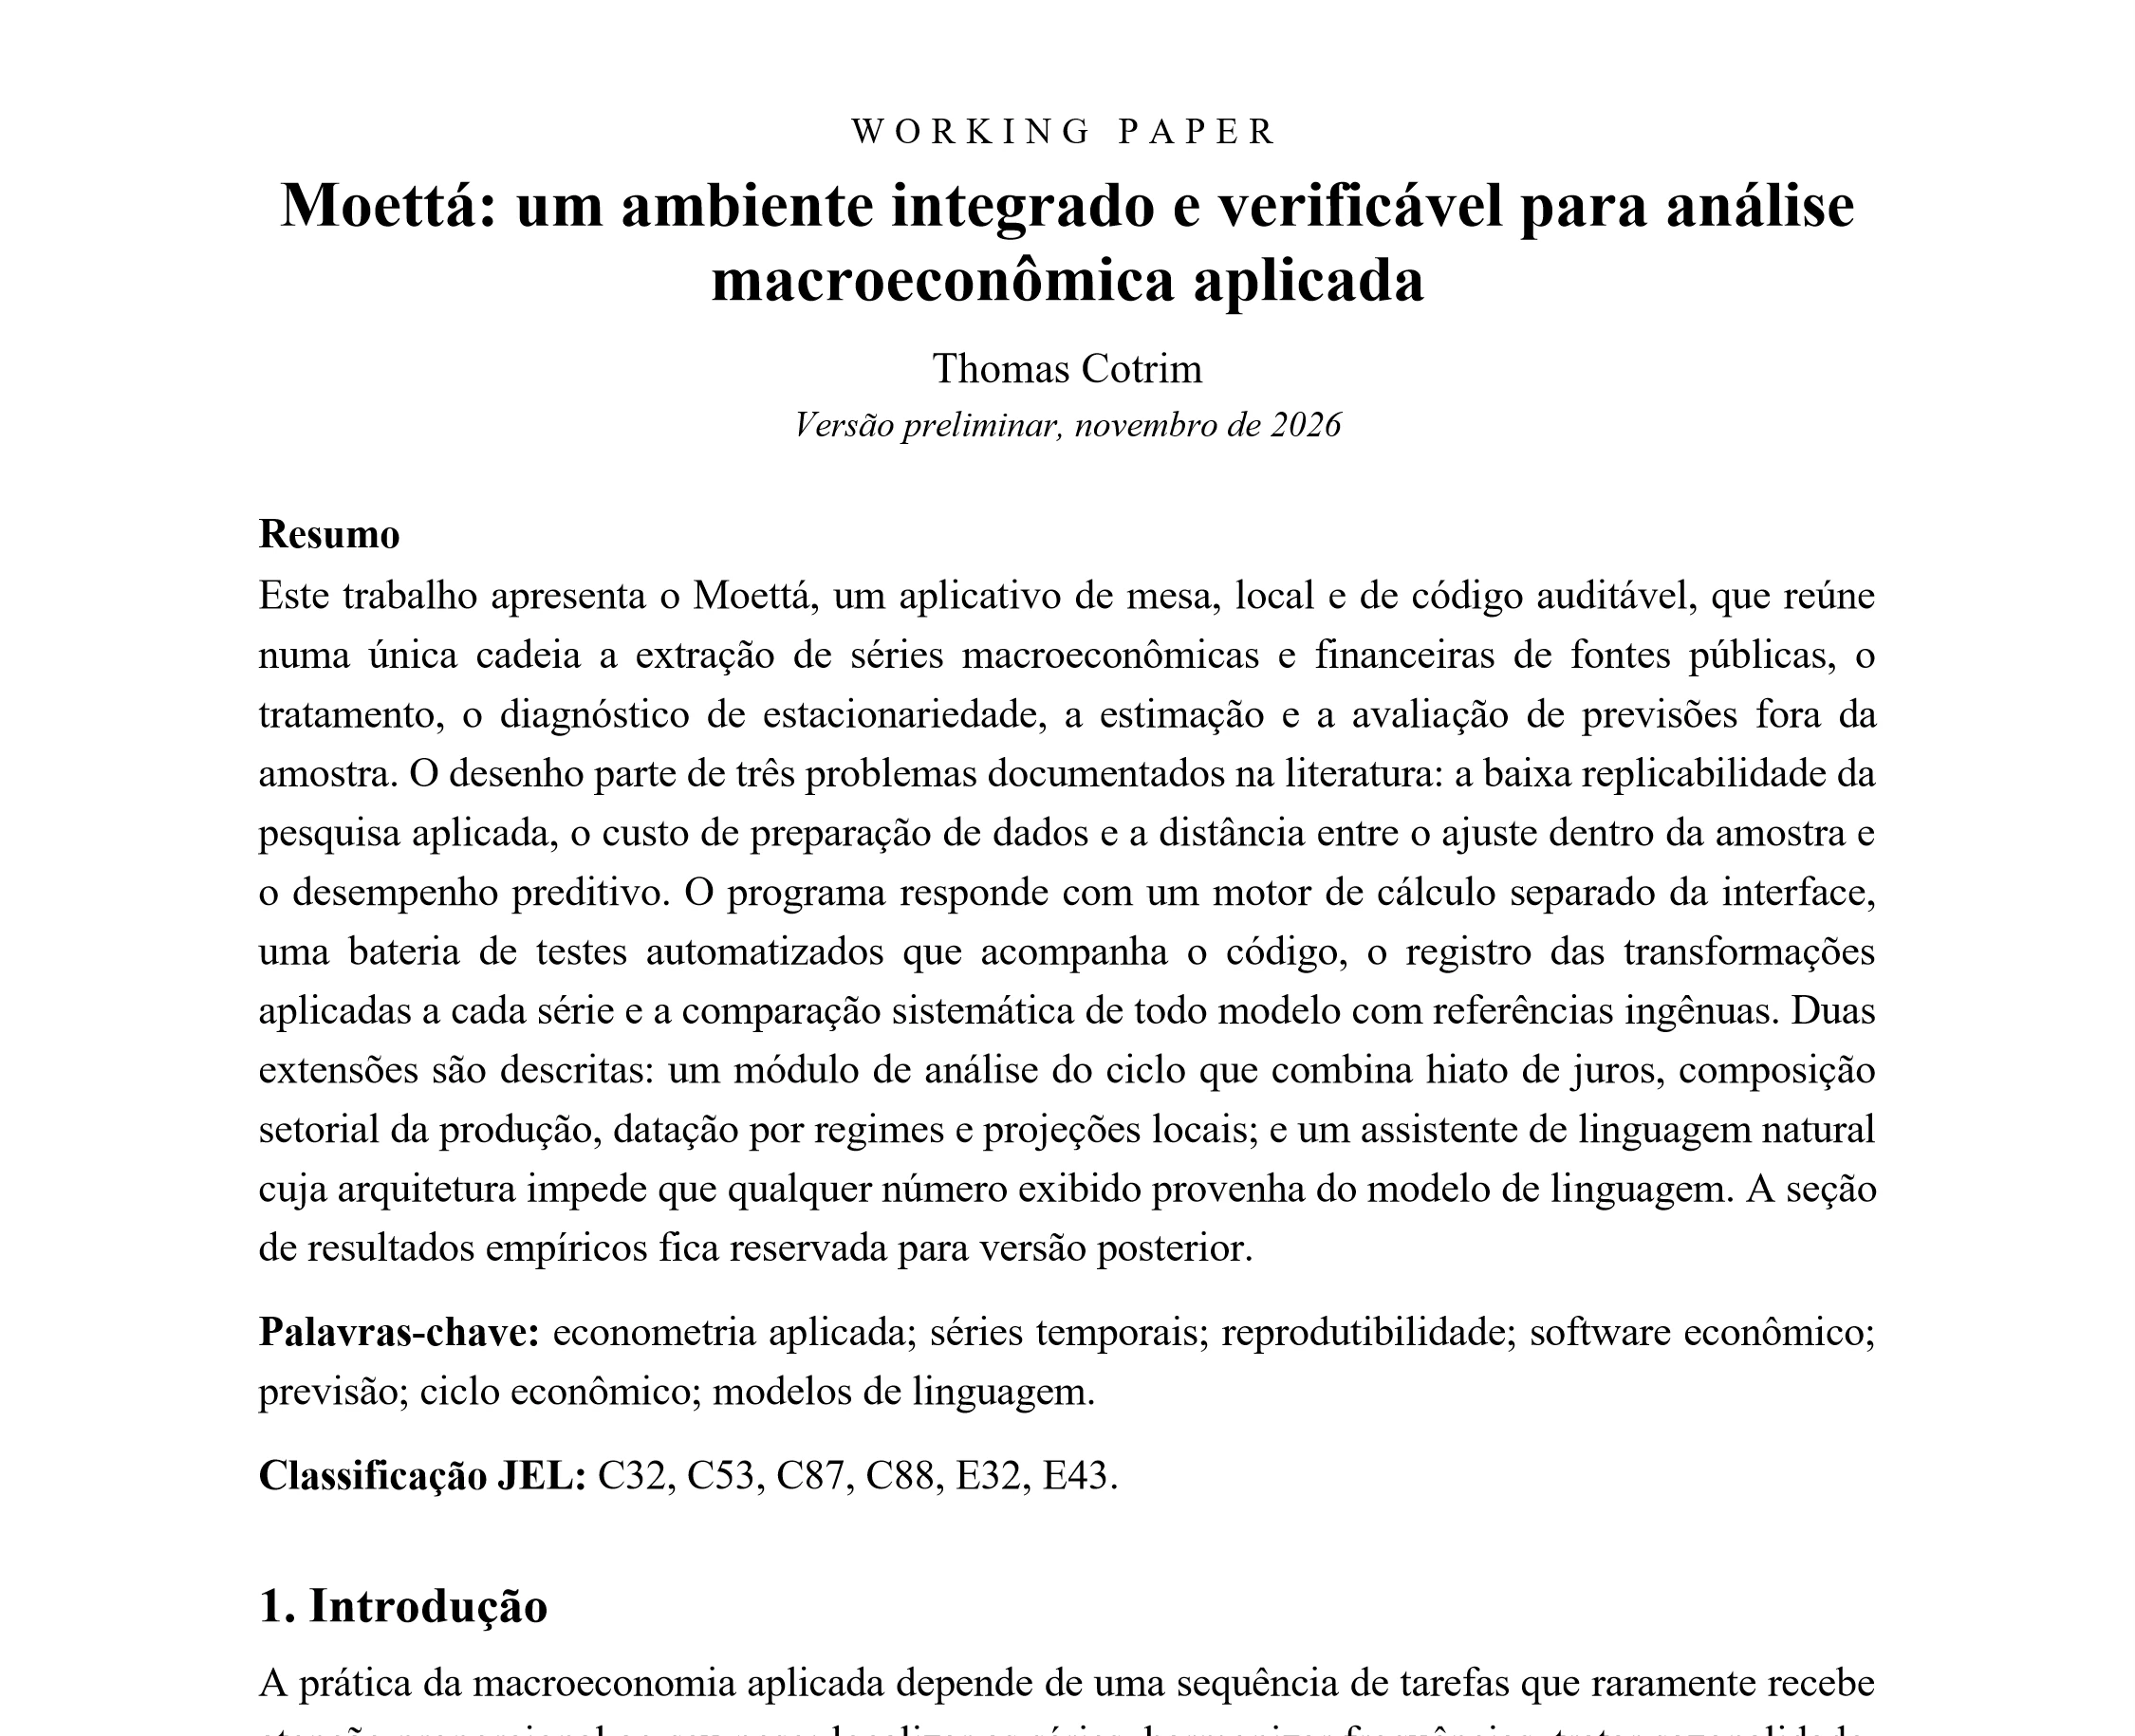 WORKING PAPER
Moettá: um ambiente integrado e verificável para análise
macroeconômica aplicada
Thomas Cotrim
Versão preliminar, novembro de 2026
Resumo
Este trabalho apresenta o Moettá, um aplicativo de mesa, local e de código auditável, que reúne
numa única cadeia a extração de séries macroeconômicas e financeiras de fontes públicas, o
tratamento, o diagnóstico de estacionariedade, a estimação e a avaliação de previsões fora da
amostra. O desenho parte de três problemas documentados na literatura: a baixa replicabilidade da
pesquisa aplicada, o custo de preparação de dados e a distância entre o ajuste dentro da amostra e
o desempenho preditivo. O programa responde com um motor de cálculo separado da interface,
uma bateria de testes automatizados que acompanha o código, o registro das transformações
aplicadas a cada série e a comparação sistemática de todo modelo com referências ingênuas. Duas
extensões são descritas: um módulo de análise do ciclo que combina hiato de juros, composição
setorial da produção, datação por regimes e projeções locais; e um assistente de linguagem natural
cuja arquitetura impede que qualquer número exibido provenha do modelo de linguagem. A seção
de resultados empíricos fica reservada para versão posterior.
Palavras-chave: econometria aplicada; séries temporais; reprodutibilidade; software econômico;
previsão; ciclo econômico; modelos de linguagem.
Classificação JEL: C32, C53, C87, C88, E32, E43.
1. Introdução
A prática da macroeconomia aplicada depende de uma sequência de tarefas que raramente recebe